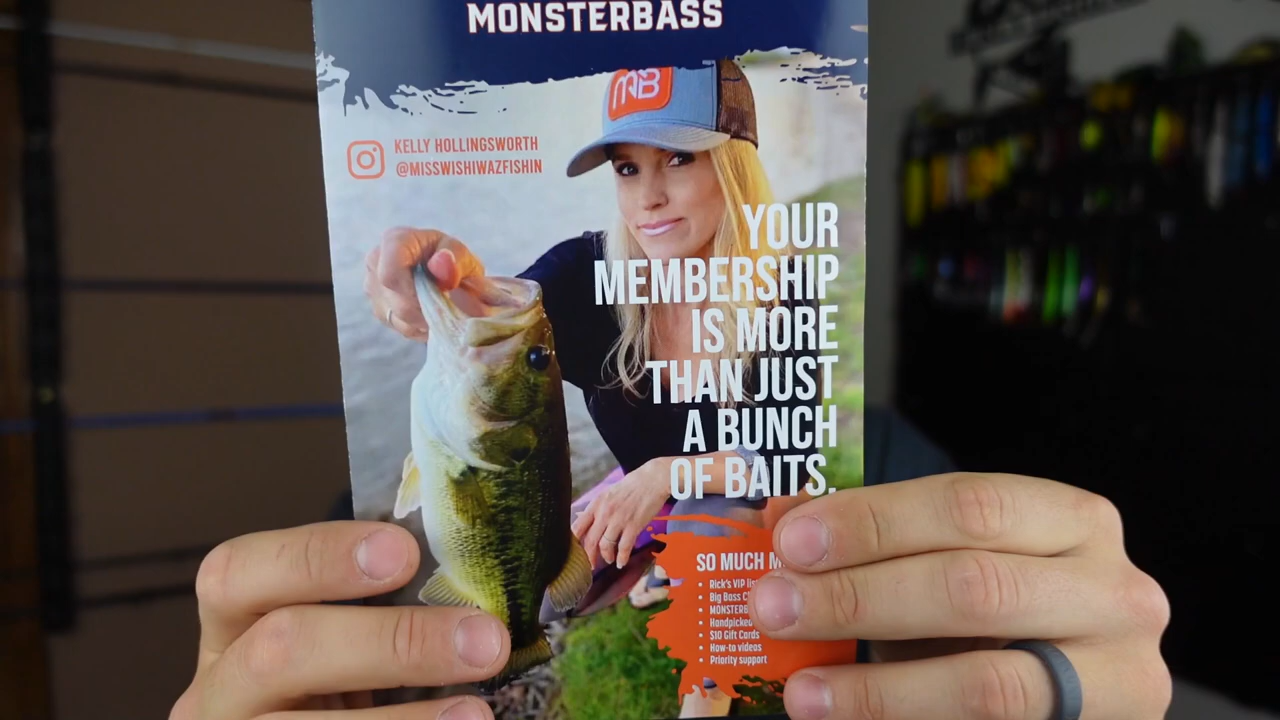 MONSTERBASS
MB
KELLY HOLLINGSWORTH
@MISSWISHIWAZFISHIN
YOUR
MEMBERSHIP
IS MORE
THAN JUST
A BUNCH
OF BAITS.
SO MUCH
Rick's VIP
Big Bass
Handpicked
$10 Gift Cards
How-to videos
Priority support